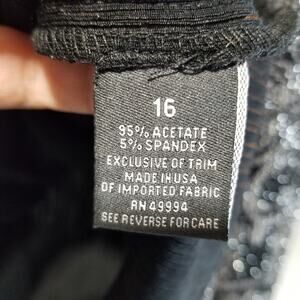 16
95% ACETATE
5% SPANDEX
EXCLUSIVE OF TRIM
MADE IN USA
OF IMPORTED FABRIC
RN 49994
SEE REVERSE FOR CARE